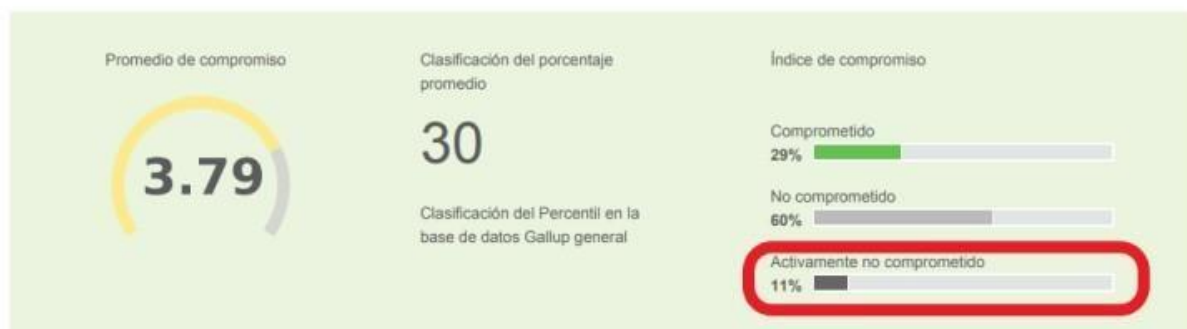 Promedio de compromiso
3.79
Clasificación del porcentaje
promedio
30
Clasificación del Percentil en la
base de datos Gallup general
Índice de compromiso
Comprometido
29%
No comprometido
60%
Activamente no comprometido
11%